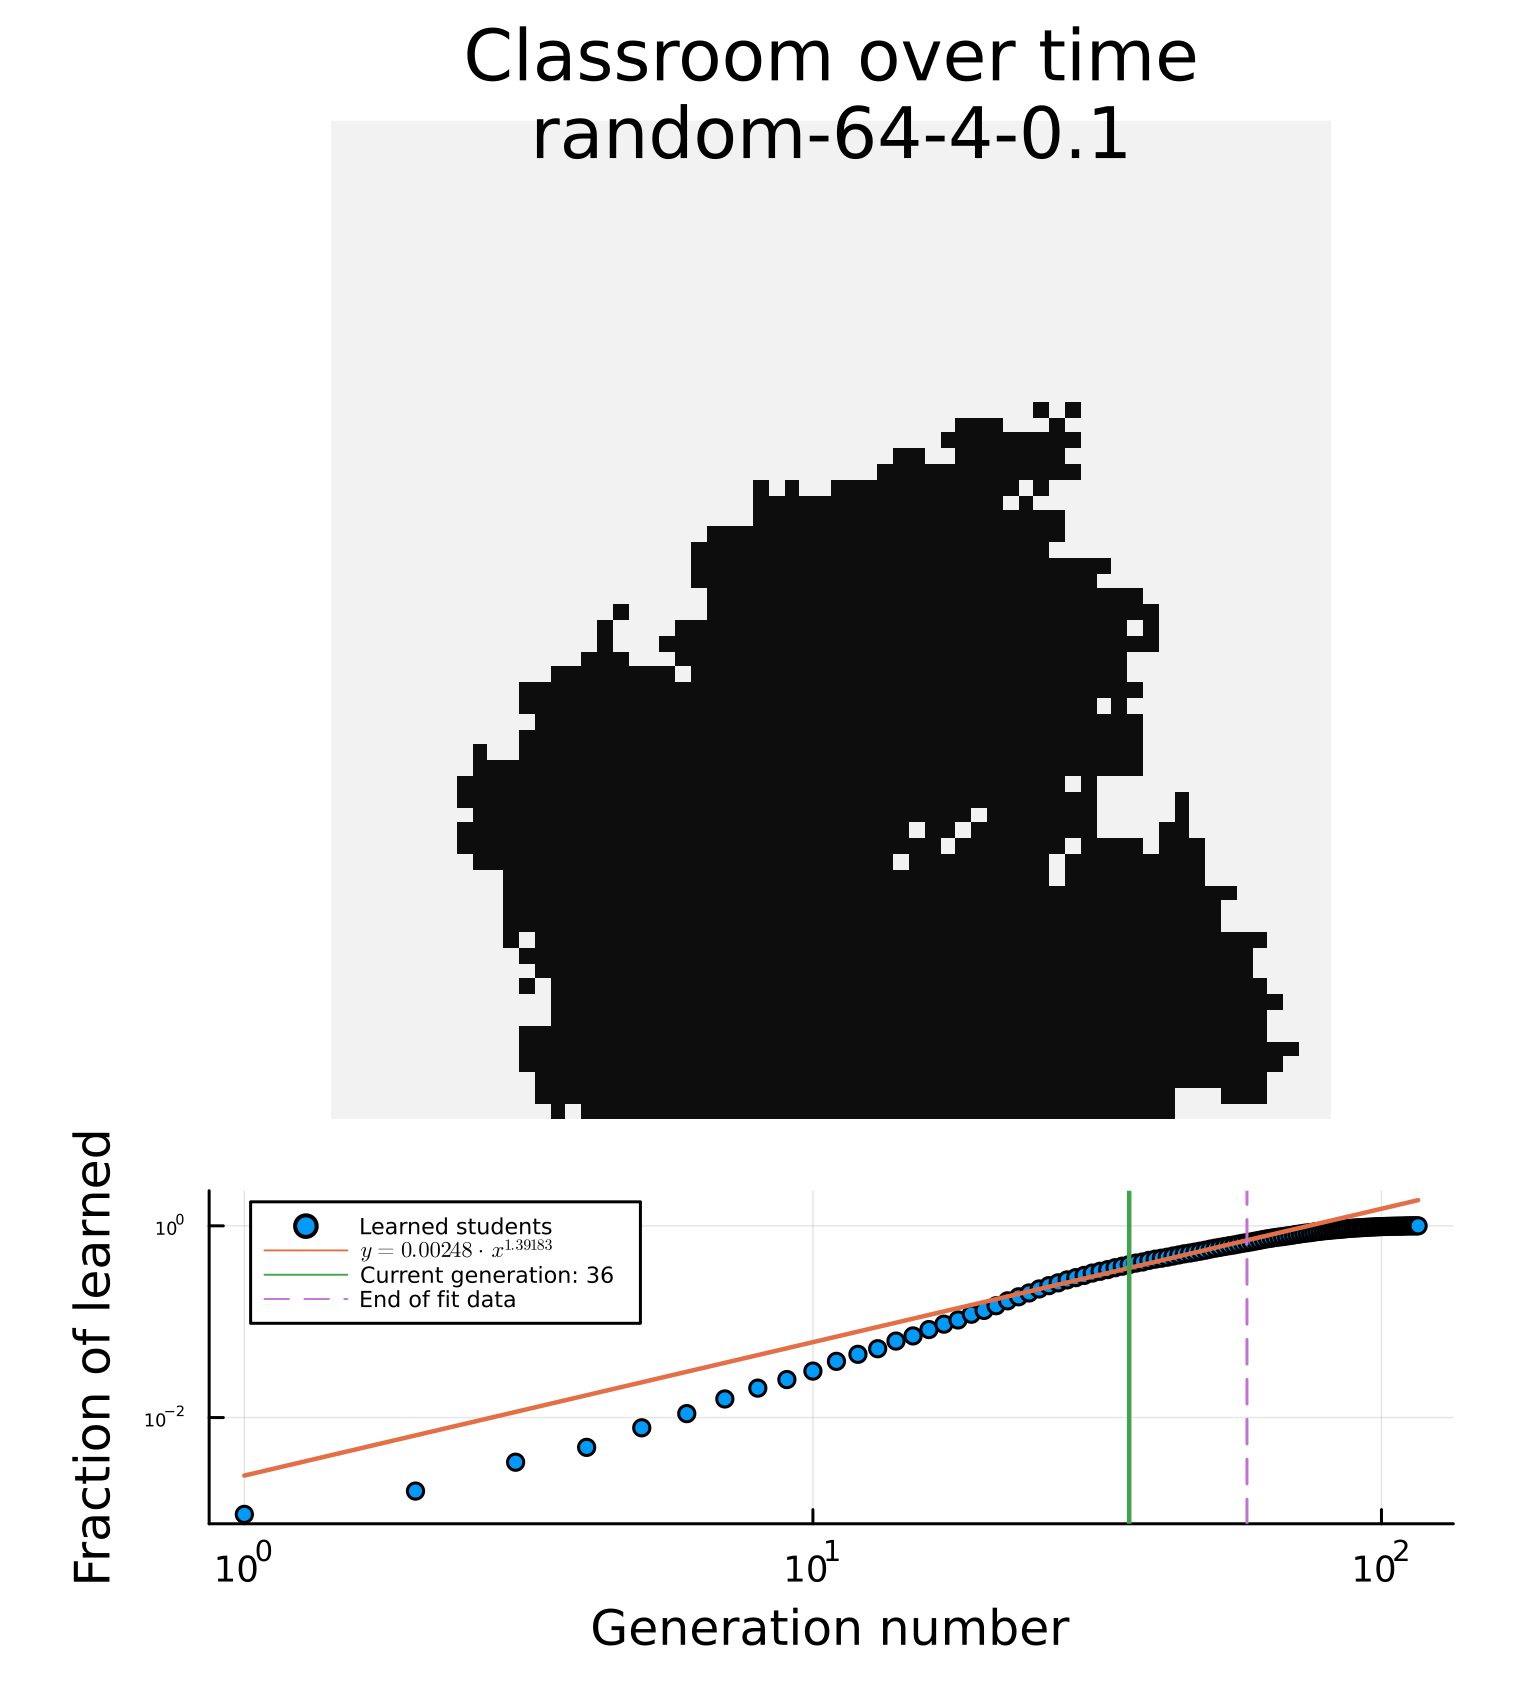 Classroom over time
random-64-4-0.1
Fraction of learned
10^0
10^-2
Learned students
y = 0.00248 · x^1.39183
Current generation: 36
End of fit data
10^0
10^1
10^2
Generation number